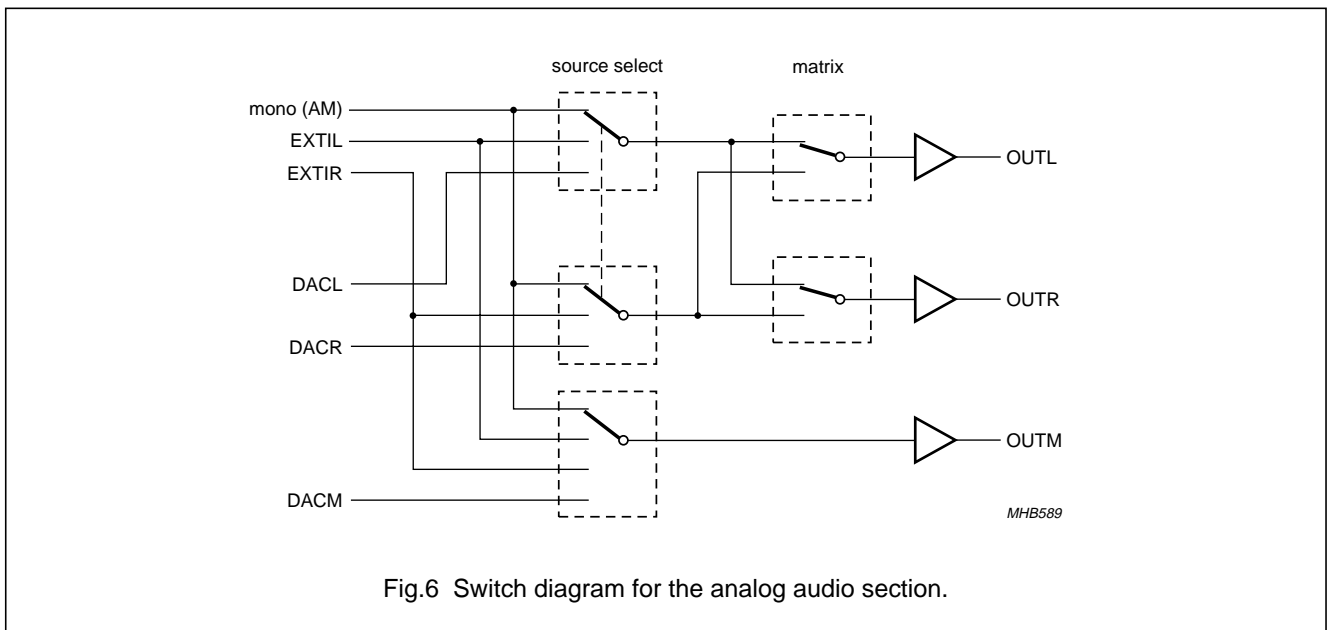 source select
matrix
mono (AM)
EXTIL
EXTIR
OUTL
DACL
OUTR
DACR
OUTM
DACM
MHB589
Fig.6 Switch diagram for the analog audio section.